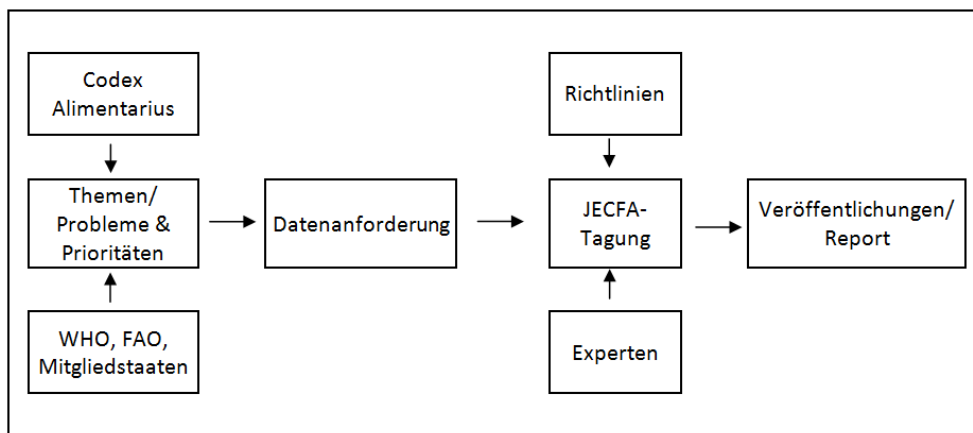 Codex
Alimentarius
Richtlinien
Themen/
Probleme &
Prioritäten
Datenanforderung
JECFA-
Tagung
Veröffentlichungen/
Report
WHO, FAO,
Mitgliedstaaten
Experten